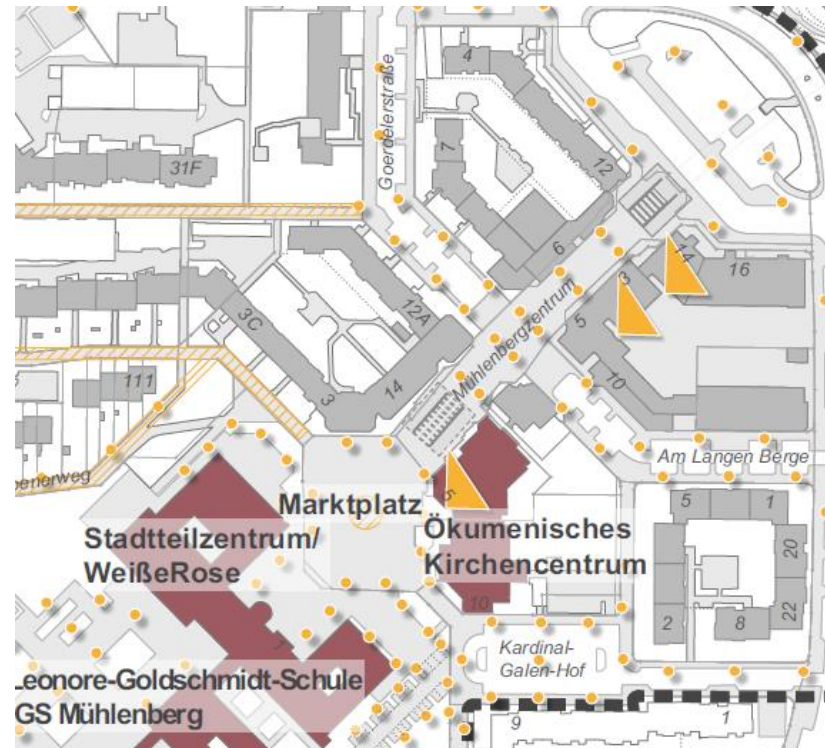 4
Goerdelerstraße
7
12
31F
6
14
16
3
3C
12A
Mühlenbergzentrum
5
111
14
10
3
Am Langen Berge
5
Marktplatz
5
1
Stadtteilzentrum/
WeißeRose
Ökumenisches
Kirchencentrum
20
10
2
8
22
7
Kardinal-
Galen-Hof
Leonore-Goldschmidt-Schule
GS Mühlenberg
9
1